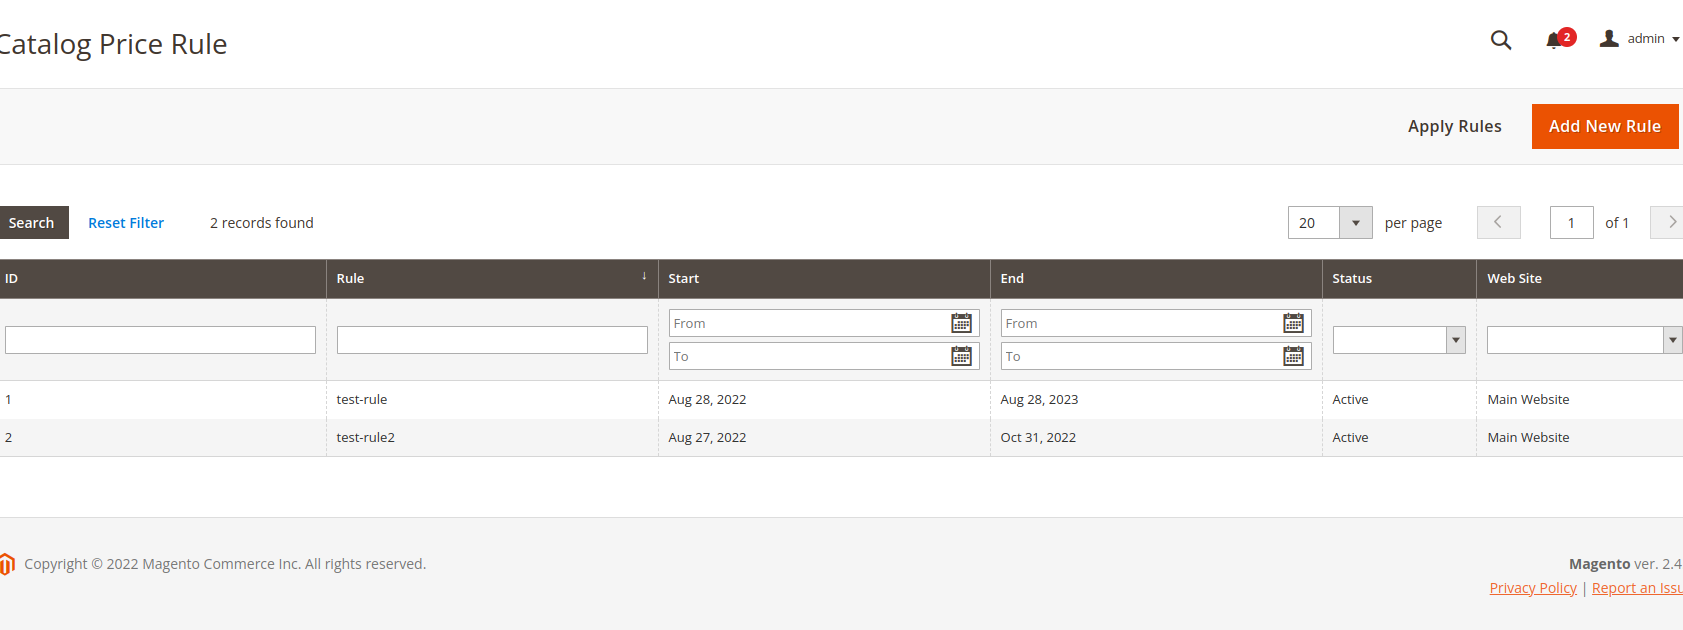 Catalog Price Rule
2
admin
Apply Rules
Add New Rule
Search
Reset Filter
2 records found
20
per page
1
of 1
ID
Rule
↓
Start
End
Status
Web Site
From
From
To
To
1
test-rule
Aug 28, 2022
Aug 28, 2023
Active
Main Website
2
test-rule2
Aug 27, 2022
Oct 31, 2022
Active
Main Website
Copyright © 2022 Magento Commerce Inc. All rights reserved.
Magento ver. 2.4
Privacy Policy | Report an Issu